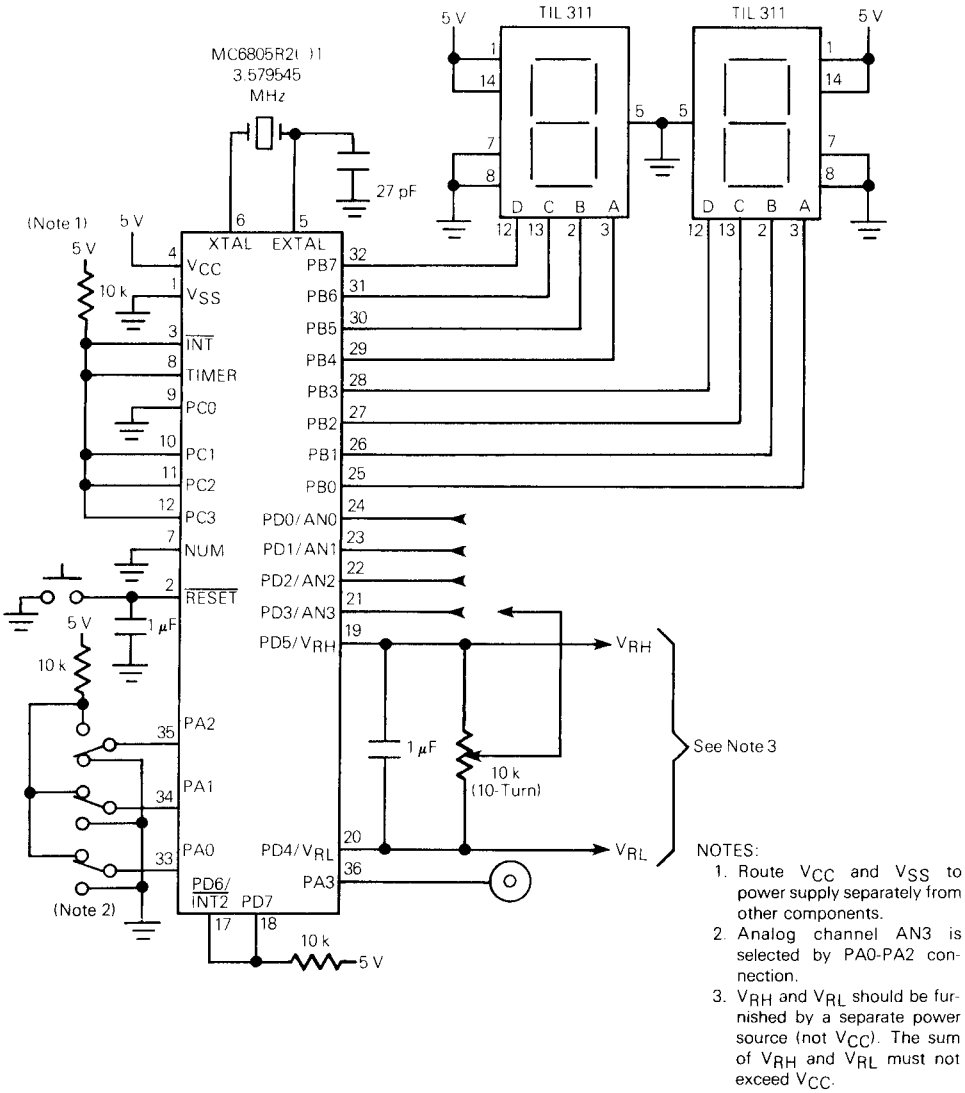 TIL 311
TIL 311
5 V
5 V
MC6805R2( )1
3.579545
MHz
1
14
7
8
5
5
1
14
7
8
27 pF
D C B A
12 13 2 3
D C B A
12 13 2 3
(Note 1)
5 V
5 V
10 k
6
5
XTAL
EXTAL
4
VCC
1
VSS
3
INT
8
TIMER
9
PC0
10
PC1
11
PC2
12
PC3
7
NUM
2
RESET
1 μF
5 V
10 k
PA2
35
PA1
34
PA0
33
(Note 2)
PB7
32
PB6
31
PB5
30
PB4
29
PB3
28
PB2
27
PB1
26
PB0
25
PD0/AN0
24
PD1/AN1
23
PD2/AN2
22
PD3/AN3
21
PD5/VRH
19
VRH
1 μF
10 k
(10-Turn)
See Note 3
PD4/VRL
20
VRL
PA3
36
PD6/
INT2
PD7
17
18
10 k
5 V
NOTES:
1. Route VCC and VSS to
power supply separately from
other components.
2. Analog channel AN3 is
selected by PA0-PA2 con-
nection.
3. VRH and VRL should be fur-
nished by a separate power
source (not VCC). The sum
of VRH and VRL must not
exceed VCC.